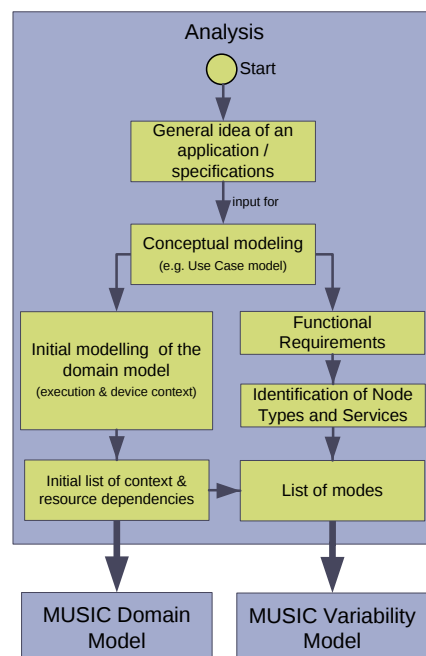 Analysis
Start
General idea of an
application /
specifications
input for
Conceptual modeling
(e.g. Use Case model)
Initial modelling of the
domain model
(execution & device context)
Functional
Requirements
Identification of Node
Types and Services
Initial list of context &
resource dependencies
List of modes
MUSIC Domain
Model
MUSIC Variability
Model